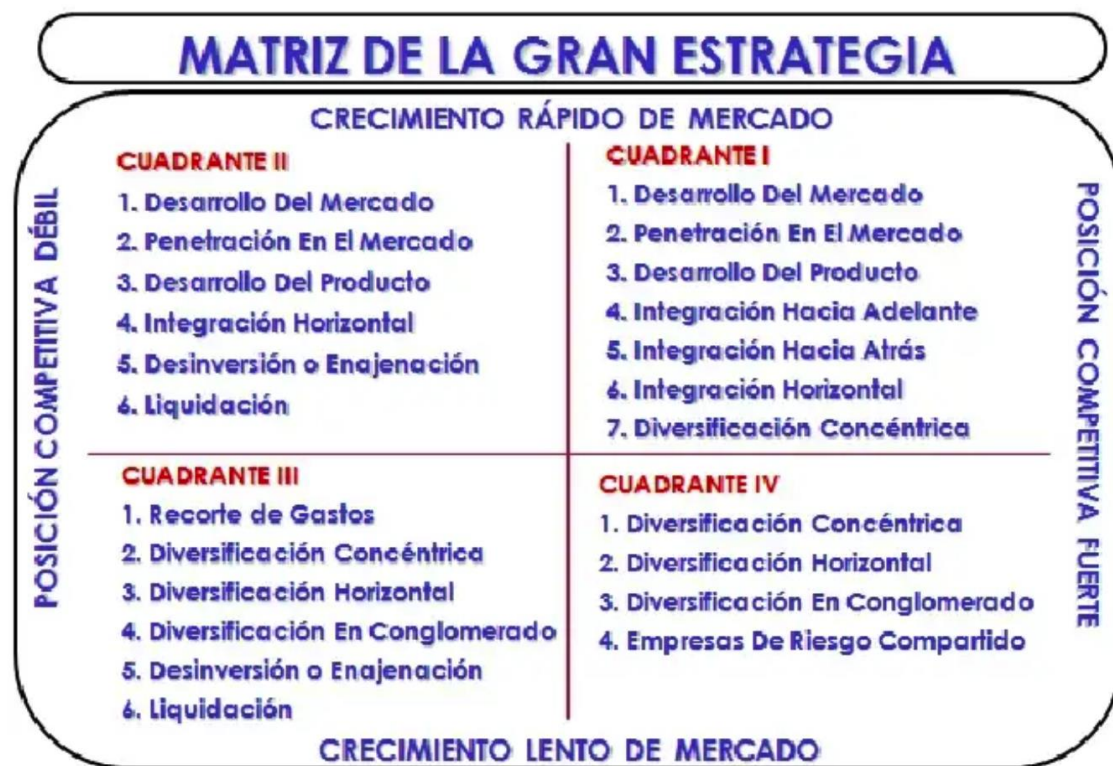 MATRIZ DE LA GRAN ESTRATEGIA
CRECIMIENTO RÁPIDO DE MERCADO
POSICIÓN COMPETITIVA DÉBIL
CUADRANTE II
1. Desarrollo Del Mercado
2. Penetración En El Mercado
3. Desarrollo Del Producto
4. Integración Horizontal
5. Desinversión o Enajenación
6. Liquidación
CUADRANTE I
1. Desarrollo Del Mercado
2. Penetración En El Mercado
3. Desarrollo Del Producto
4. Integración Hacia Adelante
5. Integración Hacia Atrás
6. Integración Horizontal
7. Diversificación Concéntrica
POSICIÓN COMPETITIVA FUERTE
CUADRANTE III
1. Recorte de Gastos
2. Diversificación Concéntrica
3. Diversificación Horizontal
4. Diversificación En Conglomerado
5. Desinversión o Enajenación
6. Liquidación
CUADRANTE IV
1. Diversificación Concéntrica
2. Diversificación Horizontal
3. Diversificación En Conglomerado
4. Empresas De Riesgo Compartido
CRECIMIENTO LENTO DE MERCADO